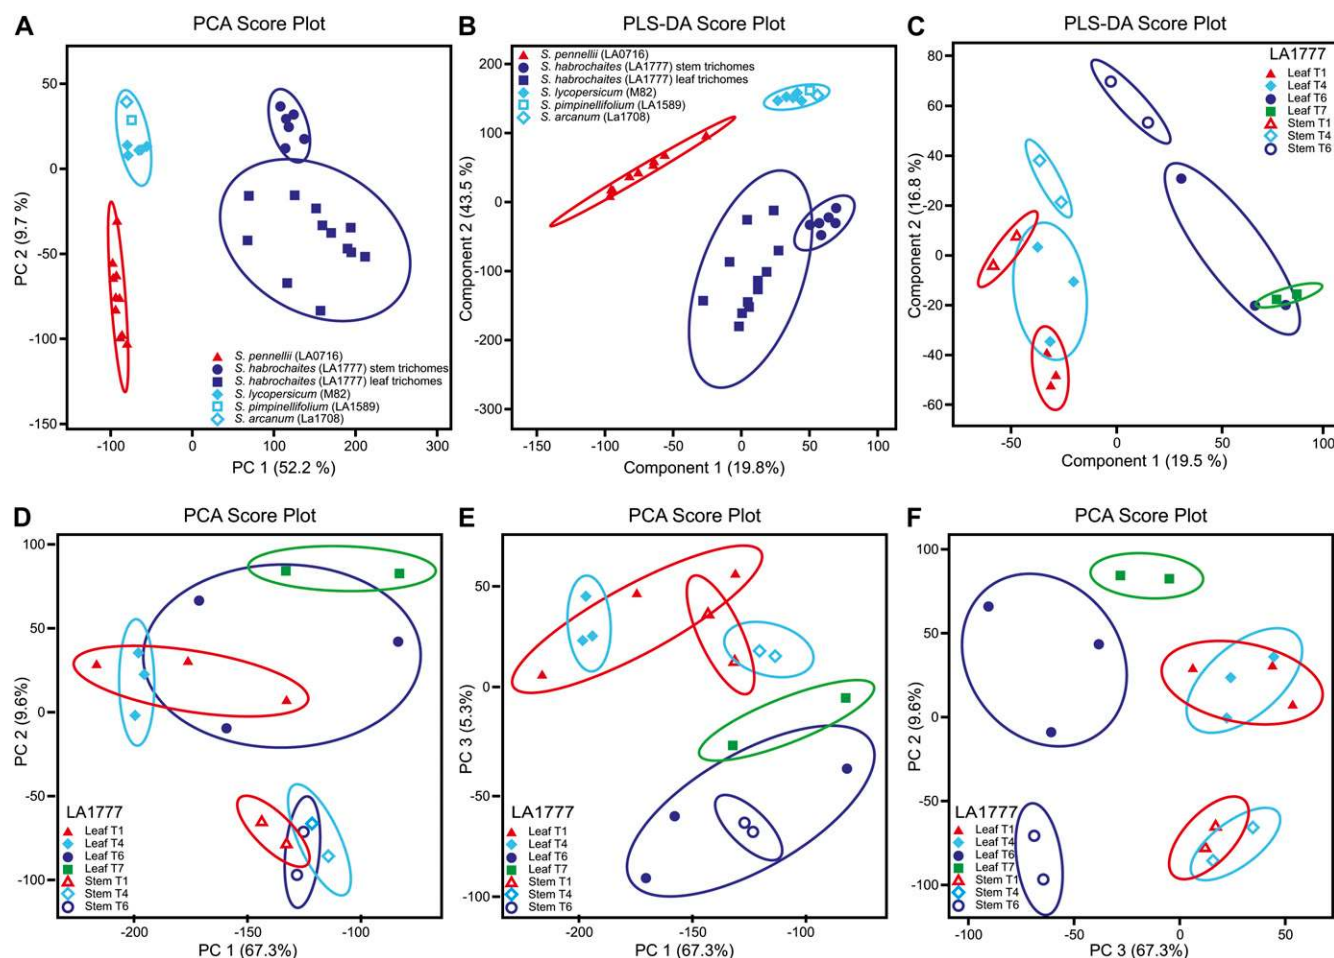 A
PCA Score Plot
PC 2 (9.7 %)
50
0
-50
-100
-150
S. pennellii (LA0716)
S. habrochaites (LA1777) stem trichomes
S. habrochaites (LA1777) leaf trichomes
S. lycopersicum (M82)
S. pimpinellifolium (LA1589)
S. arcanum (La1708)
-100 0 100 200 300
PC 1 (52.2 %)
B
PLS-DA Score Plot
Component 2 (43.5 %)
S. pennellii (LA0716)
S. habrochaites (LA1777) stem trichomes
S. habrochaites (LA1777) leaf trichomes
S. lycopersicum (M82)
S. pimpinellifolium (LA1589)
S. arcanum (La1708)
200
100
0
-100
-200
-300
-100 -50 0 50 100
Component 1 (19.8%)
C
PLS-DA Score Plot
Component 2 (16.8 %)
80
60
40
-20
0
-20
-40
-60
LA1777
Leaf T1
Leaf T4
Leaf T6
Leaf T7
Stem T1
Stem T4
Stem T6
-50 0 50 100
Component 1 (19.5 %)
D
PCA Score Plot
PC 2 (9.6%)
100
50
0
-50
-100
LA1777
Leaf T1
Leaf T4
Leaf T6
Leaf T7
Stem T1
Stem T4
Stem T6
-200 -150 -100
PC 1 (67.3%)
E
PCA Score Plot
PC 3 (5.3%)
50
0
-50
-100
LA1777
Leaf T1
Leaf T4
Leaf T6
Leaf T7
Stem T1
Stem T4
Stem T6
-200 -150 -100
PC 1 (67.3%)
F
PCA Score Plot
PC 2 (9.6%)
100
50
0
-50
-100
LA1777
Leaf T1
Leaf T4
Leaf T6
Leaf T7
Stem T1
Stem T4
Stem T6
-100 -50 0 50
PC 3 (67.3%)